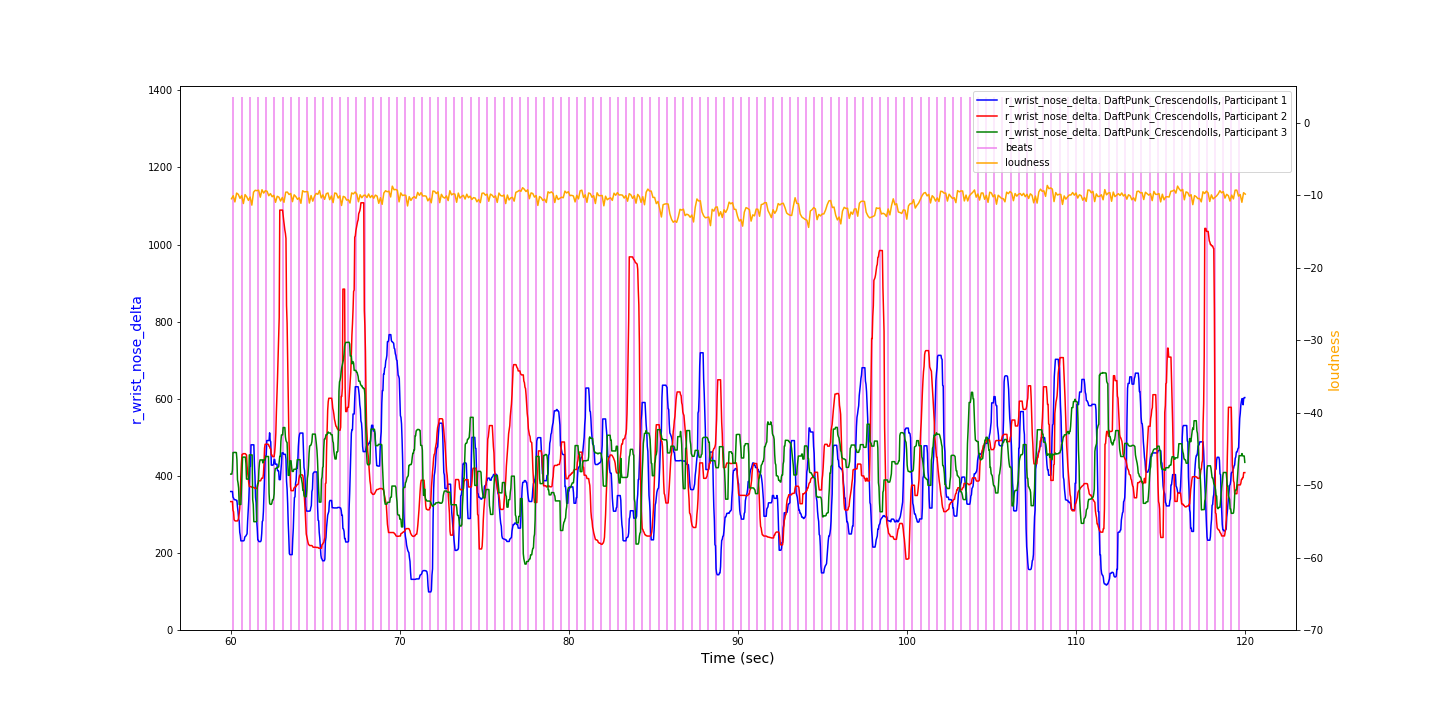 r_wrist_nose_delta. DaftPunk_Crescendolls, Participant 1
r_wrist_nose_delta. DaftPunk_Crescendolls, Participant 2
r_wrist_nose_delta. DaftPunk_Crescendolls, Participant 3
beats
loudness
1400
1200
1000
800
600
400
200
0
r_wrist_nose_delta
0
−10
−20
−30
−40
−50
−60
−70
loudness
60
70
80
90
100
110
120
Time (sec)